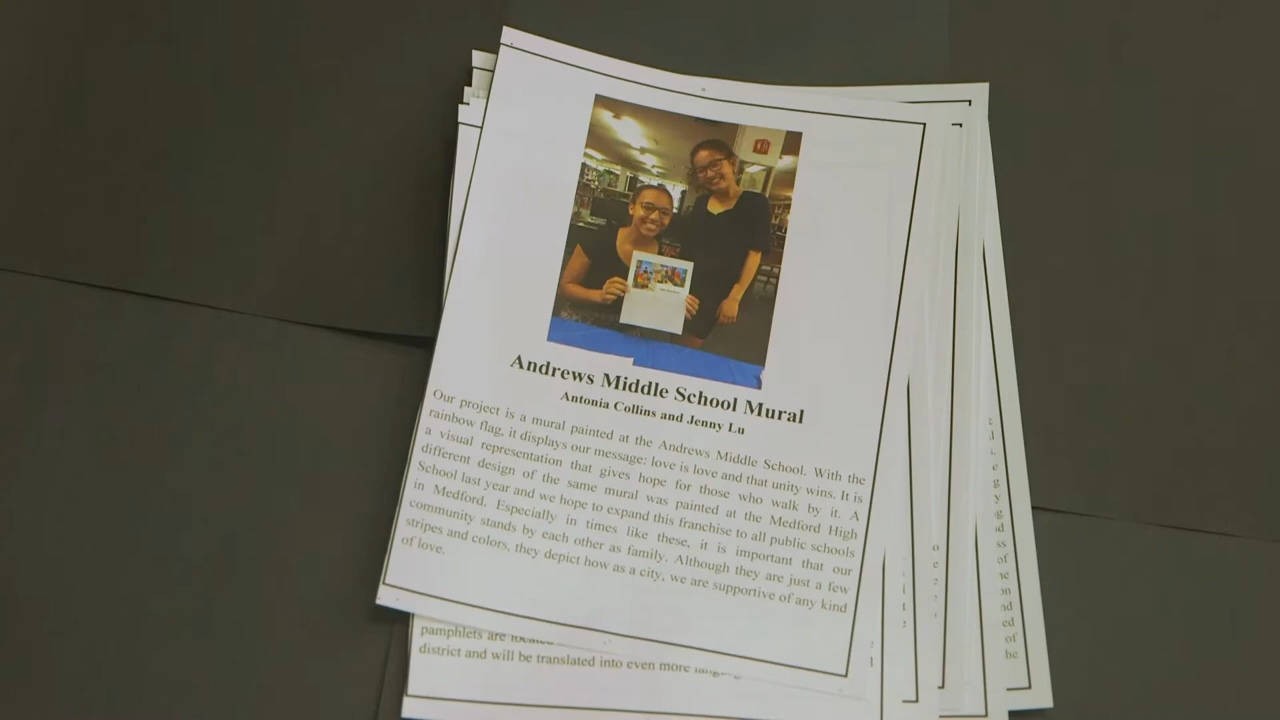 Andrews Middle School Mural
Antonia Collins and Jenny Lu
Our project is a mural painted at the Andrews Middle School. With the
rainbow flag, it displays our message: love is love and that unity wins. It is
a visual representation that gives hope for those who walk by it. A
different design of the same mural was painted at the Medford High
School last year and we hope to expand this franchise to all public schools
in Medford. Especially in times like these, it is important that our
community stands by each other as family. Although they are just a few
stripes and colors, they depict how as a city, we are supportive of any kind
of love.
pamphlets are located
district and will be translated into even more